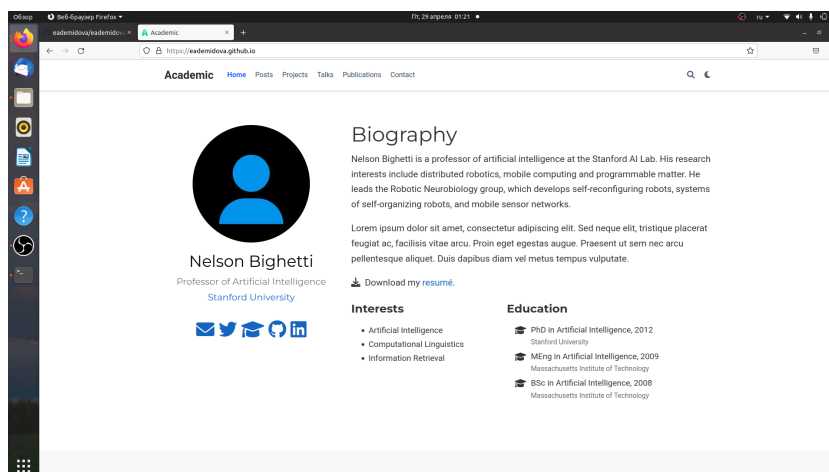 Обзор
Веб-браузер Firefox
Пт, 29 апреля 01:21
ru
eademidova/eademidov
Academic
https://eademidova.github.io
Academic
Home Posts Projects Talks Publications Contact
Nelson Bighetti
Professor of Artificial Intelligence
Stanford University
Biography
Nelson Bighetti is a professor of artificial intelligence at the Stanford AI Lab. His research
interests include distributed robotics, mobile computing and programmable matter. He
leads the Robotic Neurobiology group, which develops self-reconfiguring robots, systems
of self-organizing robots, and mobile sensor networks.
Lorem ipsum dolor sit amet, consectetur adipiscing elit. Sed neque elit, tristique placerat
feugiat ac, facilisis vitae arcu. Proin eget egestas augue. Praesent ut sem nec arcu
pellentesque aliquet. Duis dapibus diam vel metus tempus vulputate.
Download my resumé.
Interests
Artificial Intelligence
Computational Linguistics
Information Retrieval
Education
PhD in Artificial Intelligence, 2012
Stanford University
MEng in Artificial Intelligence, 2009
Massachusetts Institute of Technology
BSc in Artificial Intelligence, 2008
Massachusetts Institute of Technology